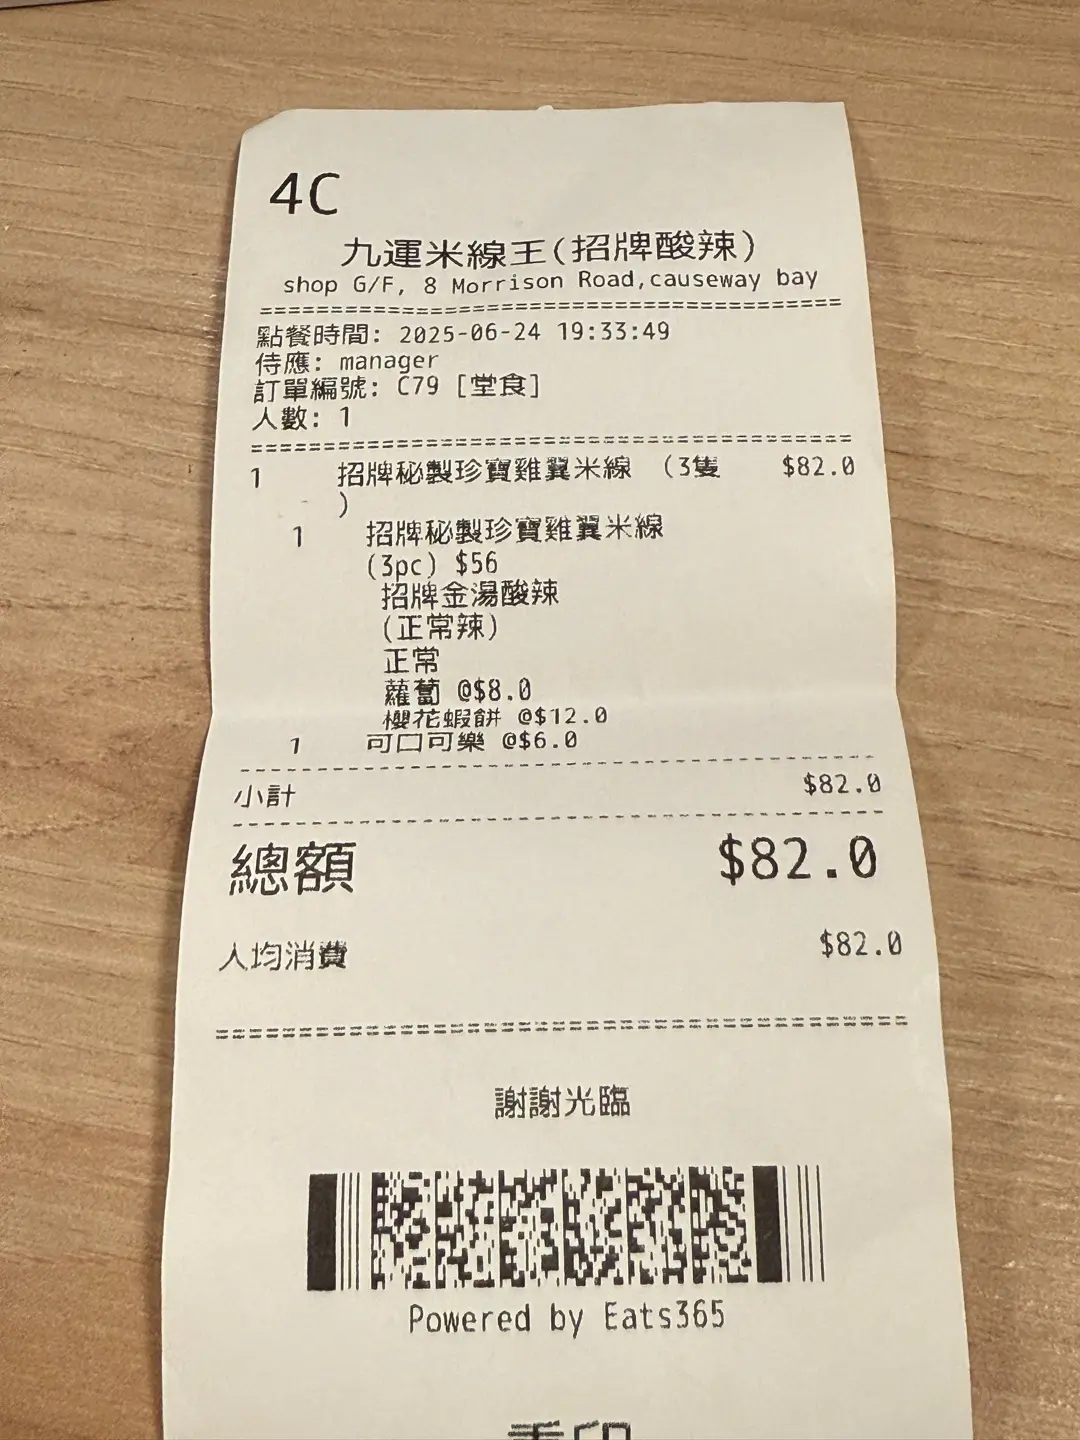 4C
九運米線王(招牌酸辣)
shop G/F, 8 Morrison Road,causeway bay
點餐時間: 2025-06-24 19:33:49
侍應: manager
訂單編號: C79 [堂食]
人數: 1
1 招牌秘製珍寶雞翼米線 (3隻 $82.0
)
1 招牌秘製珍寶雞翼米線
(3pc) $56
招牌金湯酸辣
(正常辣)
正常
蘿蔔 @$8.0
櫻花蝦餅 @$12.0
1 可口可樂 @$6.0
小計 $82.0
總額 $82.0
人均消費 $82.0
謝謝光臨
Powered by Eats365